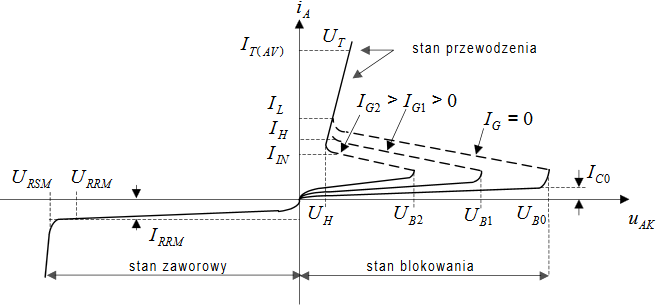 i_A
U_T
I_T(AV)
stan przewodzenia
I_L
I_G2 > I_G1 > 0
I_G = 0
I_H
I_IN
U_RSM
U_RRM
I_C0
U_H
U_B2
U_B1
U_B0
u_AK
I_RRM
stan zaworowy
stan blokowania